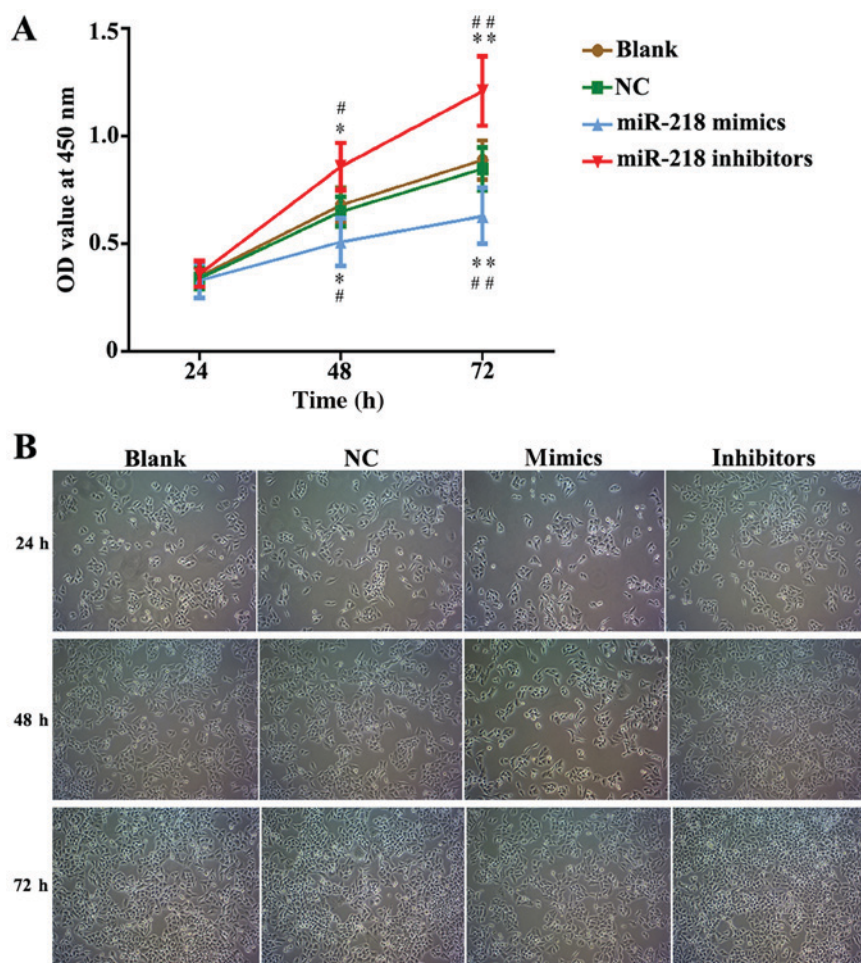 A
1.5
1.0
0.5
0
OD value at 450 nm
24
48
72
Time (h)
#
*
*
#
# #
* *
* *
# #
Blank
NC
miR-218 mimics
miR-218 inhibitors
B
Blank NC Mimics Inhibitors
24 h
48 h
72 h